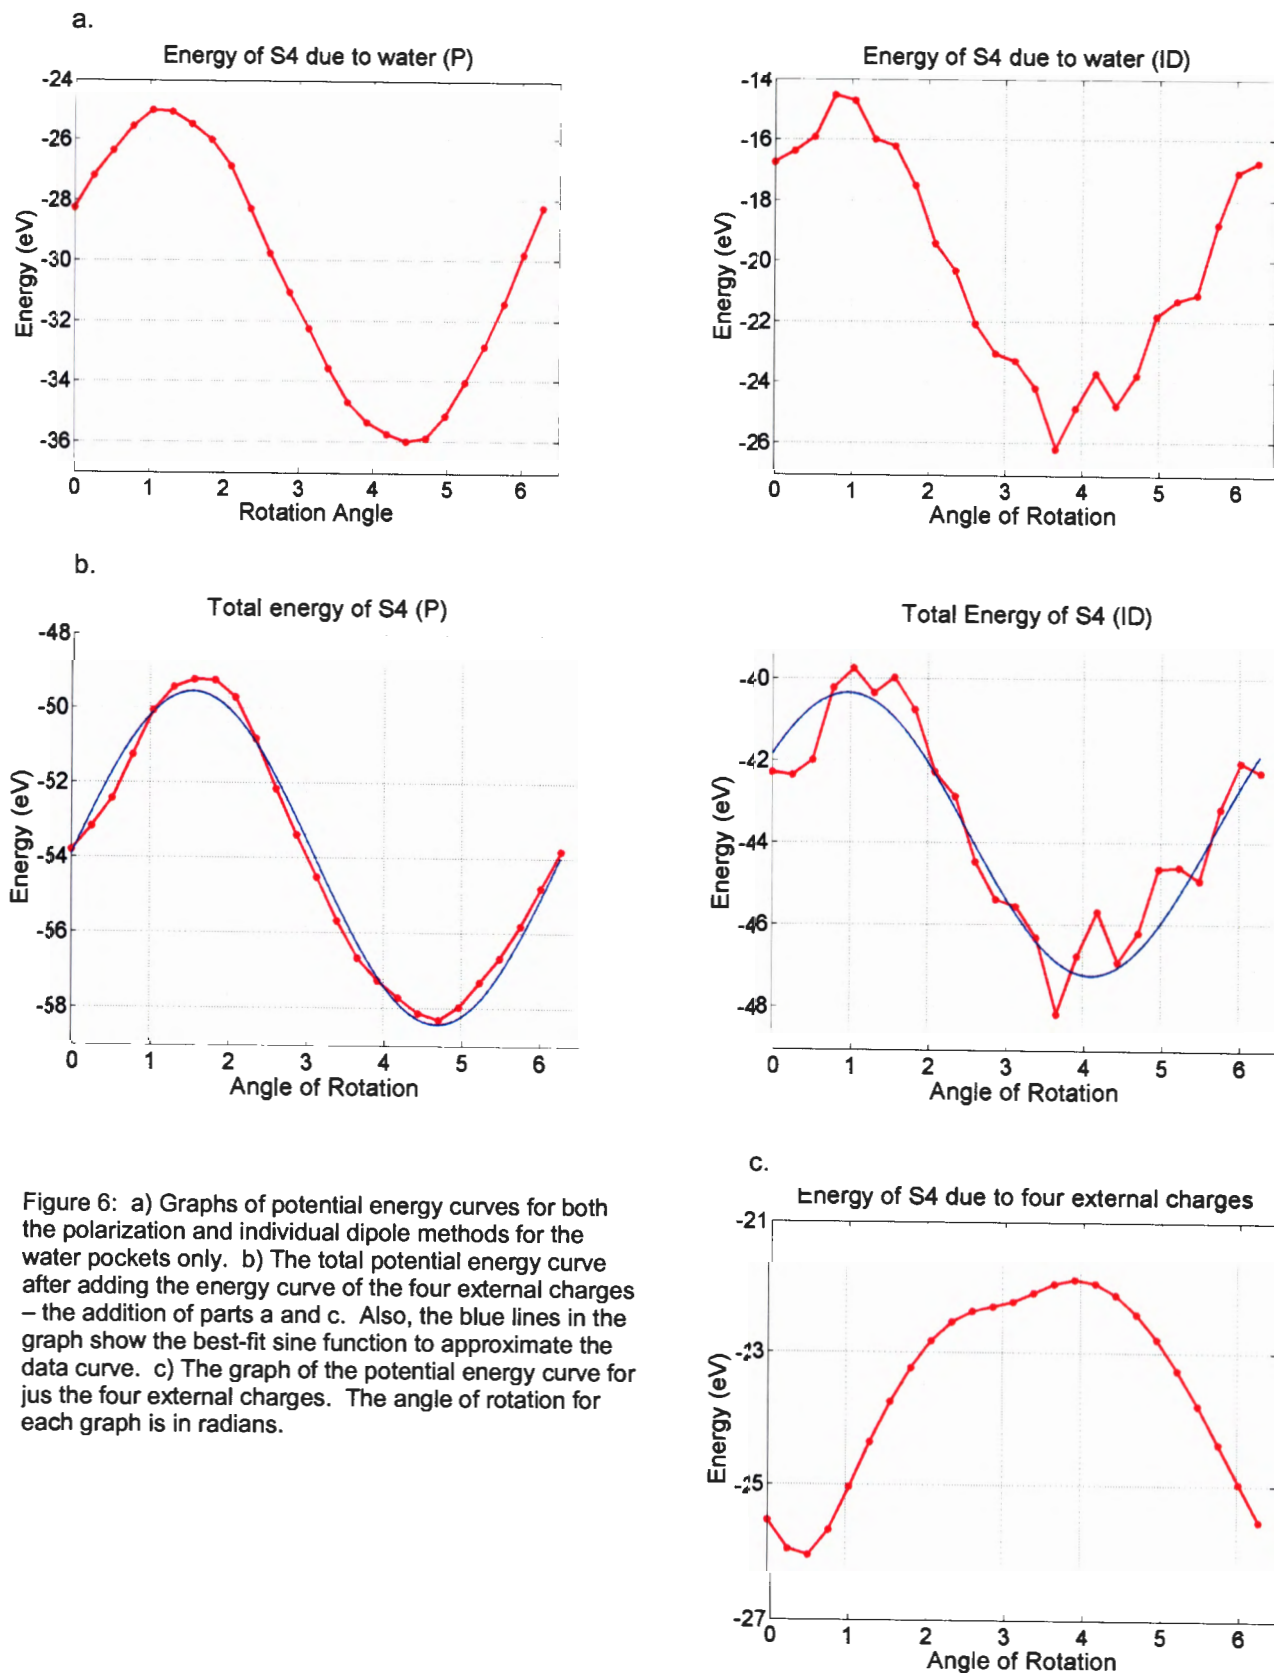 a.
Energy of S4 due to water (P)
-24
-26
-28
-30
-32
-34
-36
Energy (eV)
0 1 2 3 4 5 6
Rotation Angle
Energy of S4 due to water (ID)
-14
-16
-18
-20
-22
-24
-26
Energy (eV)
0 1 2 3 4 5 6
Angle of Rotation
b.
Total energy of S4 (P)
-48
-50
-52
-54
-56
-58
Energy (eV)
0 1 2 3 4 5 6
Angle of Rotation
Total Energy of S4 (ID)
-40
-42
-44
-46
-48
Energy (eV)
0 1 2 3 4 5 6
Angle of Rotation
c.
Energy of S4 due to four external charges
-21
-23
-25
-27
Energy (eV)
0 1 2 3 4 5 6
Angle of Rotation
Figure 6: a) Graphs of potential energy curves for both
the polarization and individual dipole methods for the
water pockets only. b) The total potential energy curve
after adding the energy curve of the four external charges
– the addition of parts a and c. Also, the blue lines in the
graph show the best-fit sine function to approximate the
data curve. c) The graph of the potential energy curve for
jus the four external charges. The angle of rotation for
each graph is in radians.